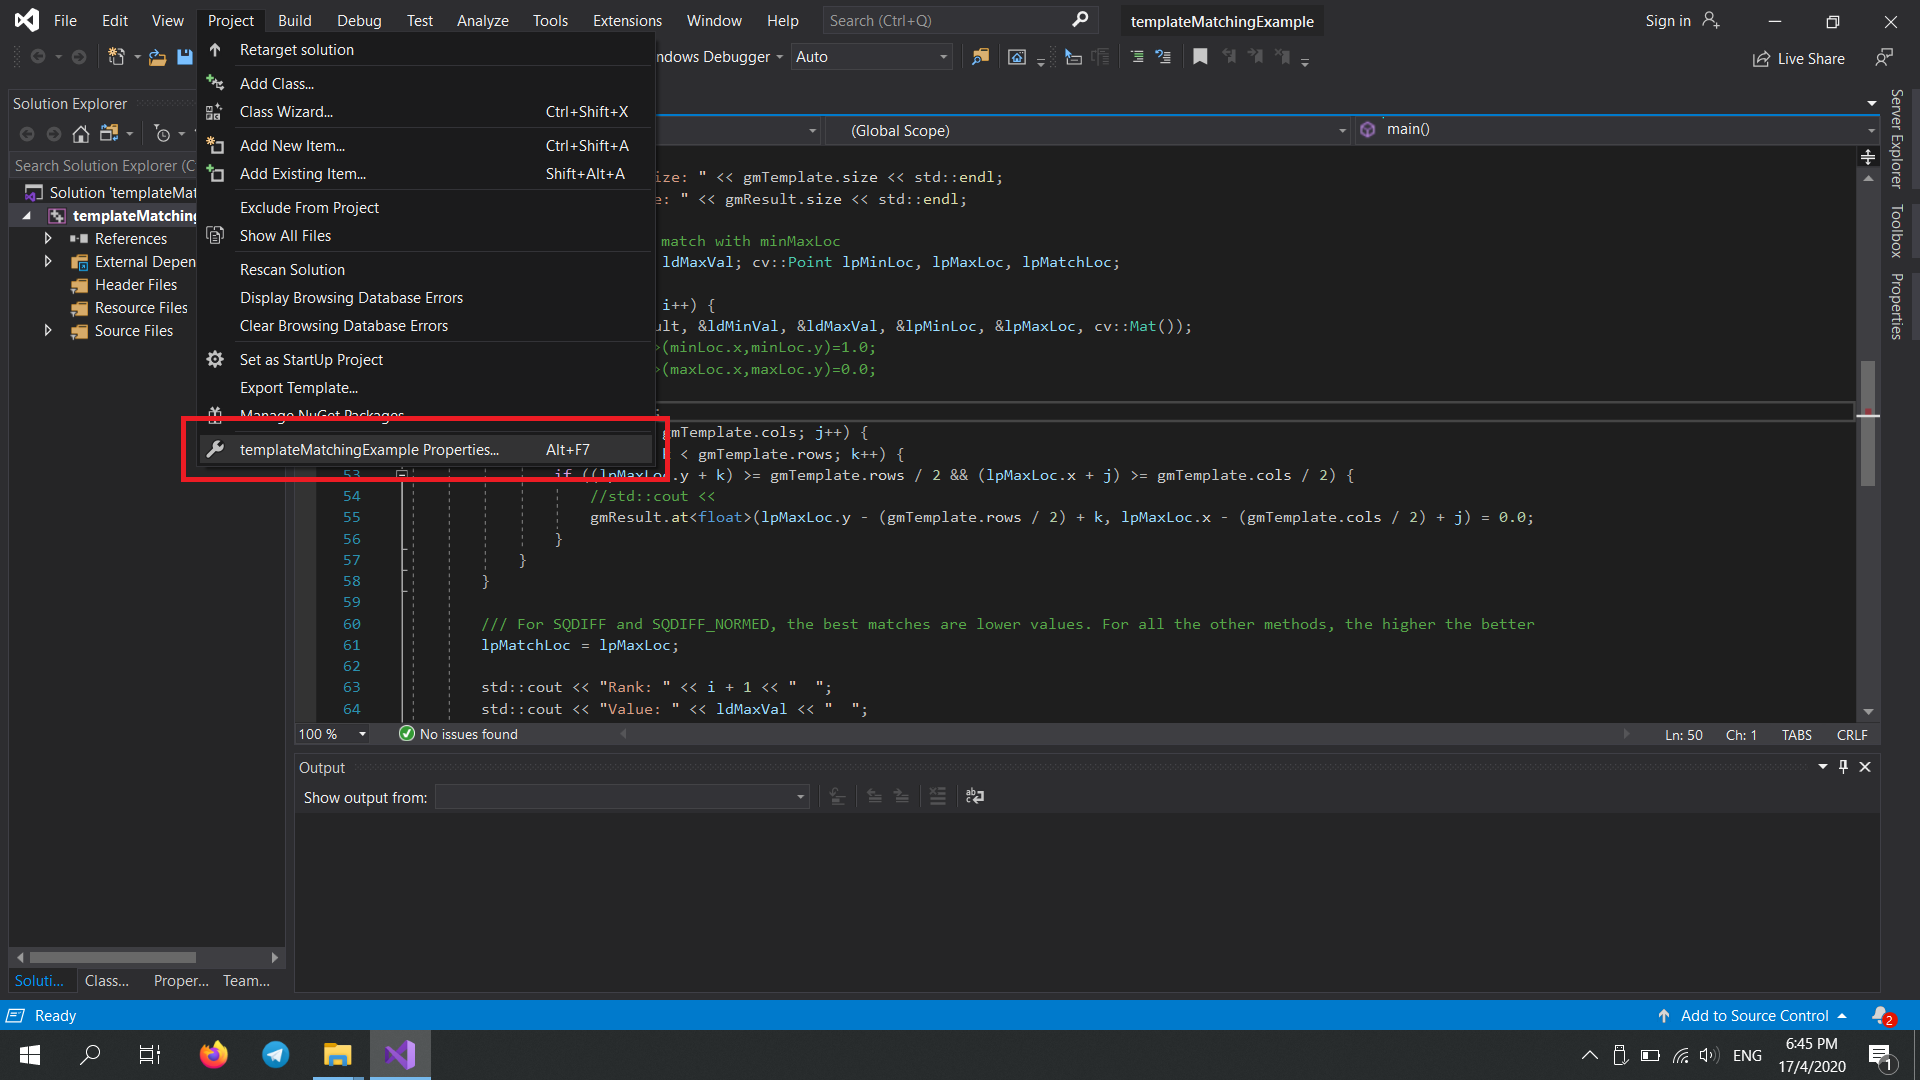 File Edit View Project Build Debug Test Analyze Tools Extensions Window Help Search (Ctrl+Q) templateMatchingExample Sign in
ndows Debugger Auto Live Share
Retarget solution
Add Class...
Class Wizard... Ctrl+Shift+X
Add New Item... Ctrl+Shift+A
Add Existing Item... Shift+Alt+A
Exclude From Project
Show All Files
Rescan Solution
Display Browsing Database Errors
Clear Browsing Database Errors
Set as StartUp Project
Export Template...
Manage NuGet Packages
templateMatchingExample Properties... Alt+F7
Solution Explorer
Search Solution Explorer (C
Solution 'templateMat
templateMatching
References
External Depen
Header Files
Resource Files
Source Files
Soluti... Class... Proper... Team...
(Global Scope) main()
ize: " << gmTemplate.size << std::endl;
e: " << gmResult.size << std::endl;
match with minMaxLoc
ldMaxVal; cv::Point lpMinLoc, lpMaxLoc, lpMatchLoc;
i++) {
ult, &ldMinVal, &ldMaxVal, &lpMinLoc, &lpMaxLoc, cv::Mat());
>(minLoc.x,minLoc.y)=1.0;
>(maxLoc.x,maxLoc.y)=0.0;
gmTemplate.cols; j++) {
k < gmTemplate.rows; k++) {
53 if ((lpMaxLoc.y + k) >= gmTemplate.rows / 2 && (lpMaxLoc.x + j) >= gmTemplate.cols / 2) {
54 //std::cout <<
55 gmResult.at<float>(lpMaxLoc.y - (gmTemplate.rows / 2) + k, lpMaxLoc.x - (gmTemplate.cols / 2) + j) = 0.0;
56 }
57 }
58 }
59
60 /// For SQDIFF and SQDIFF_NORMED, the best matches are lower values. For all the other methods, the higher the better
61 lpMatchLoc = lpMaxLoc;
62
63 std::cout << "Rank: " << i + 1 << "  ";
64 std::cout << "Value: " << ldMaxVal << "  ";
100 % No issues found Ln: 50 Ch: 1 TABS CRLF
Output
Show output from:
Server Explorer
Toolbox
Properties
Ready Add to Source Control 2
ENG 6:45 PM
17/4/2020 1